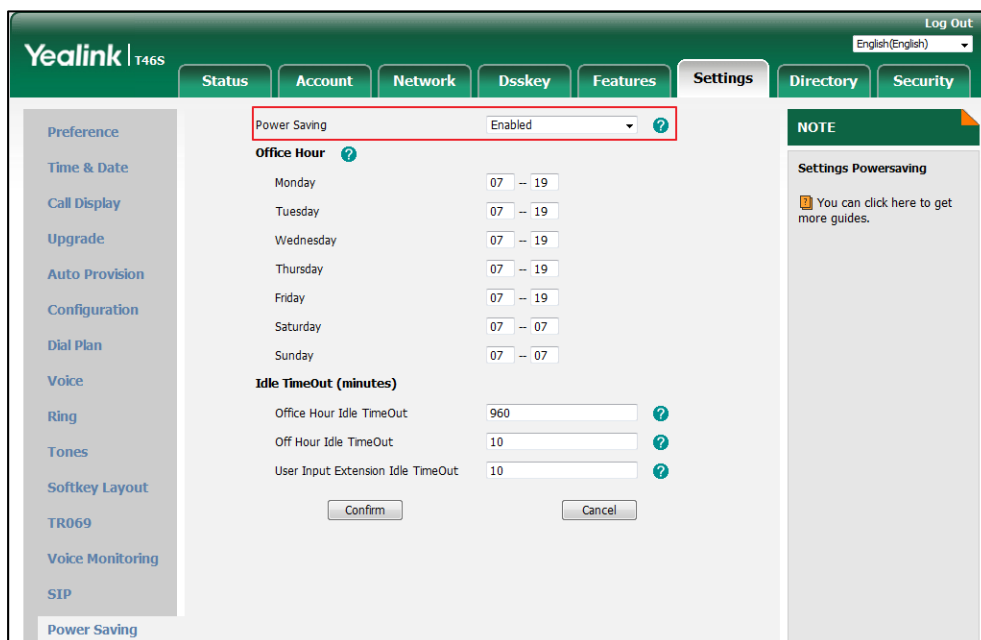 Log Out
Yealink | T46S
English(English)
Status Account Network Dsskey Features Settings Directory Security
Preference
Time & Date
Call Display
Upgrade
Auto Provision
Configuration
Dial Plan
Voice
Ring
Tones
Softkey Layout
TR069
Voice Monitoring
SIP
Power Saving
Power Saving Enabled ?
Office Hour ?
Monday 07 -- 19
Tuesday 07 -- 19
Wednesday 07 -- 19
Thursday 07 -- 19
Friday 07 -- 19
Saturday 07 -- 07
Sunday 07 -- 07
Idle TimeOut (minutes)
Office Hour Idle TimeOut 960 ?
Off Hour Idle TimeOut 10 ?
User Input Extension Idle TimeOut 10 ?
Confirm Cancel
NOTE
Settings Powersaving
? You can click here to get
more guides.